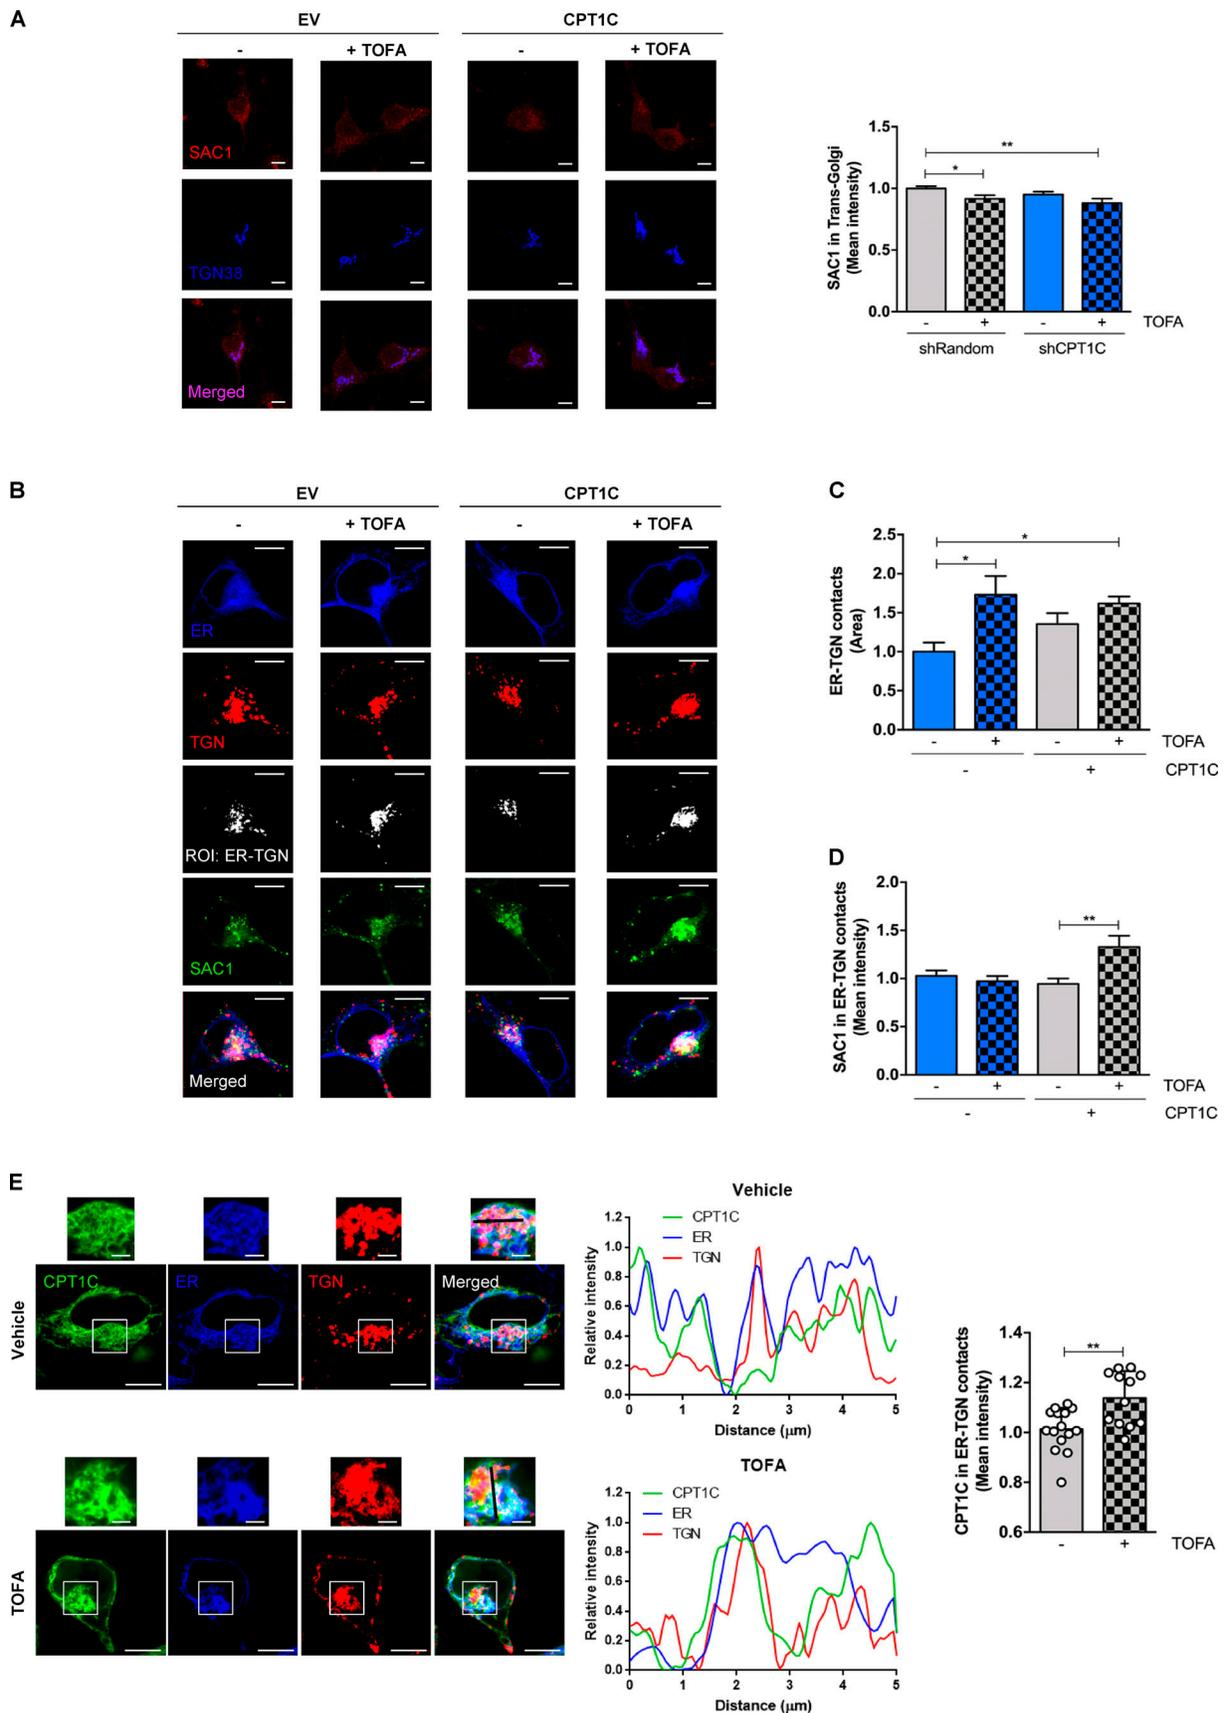 A
EV CPT1C
- + TOFA - + TOFA
SAC1
TGN38
Merged
SAC1 in Trans-Golgi
(Mean intensity)
1.5
1.0
0.5
0.0
*
**
- + - + TOFA
shRandom shCPT1C
B
EV CPT1C
- + TOFA - + TOFA
ER
TGN
ROI: ER-TGN
SAC1
Merged
C
ER-TGN contacts
(Area)
2.5
2.0
1.5
1.0
0.5
0.0
*
*
- + - + TOFA
- + CPT1C
D
SAC1 in ER-TGN contacts
(Mean intensity)
2.0
1.5
1.0
0.5
0.0
**
- + - + TOFA
- + CPT1C
E
Vehicle
CPT1C ER TGN Merged
Vehicle
Relative intensity
1.2
1.0
0.8
0.6
0.4
0.2
0.0
CPT1C
ER
TGN
0 1 2 3 4 5
Distance (μm)
TOFA
TOFA
Relative intensity
1.2
1.0
0.8
0.6
0.4
0.2
0.0
CPT1C
ER
TGN
0 1 2 3 4 5
Distance (μm)
CPT1C in ER-TGN contacts
(Mean intensity)
1.4
1.2
1.0
0.8
0.6
**
- + TOFA